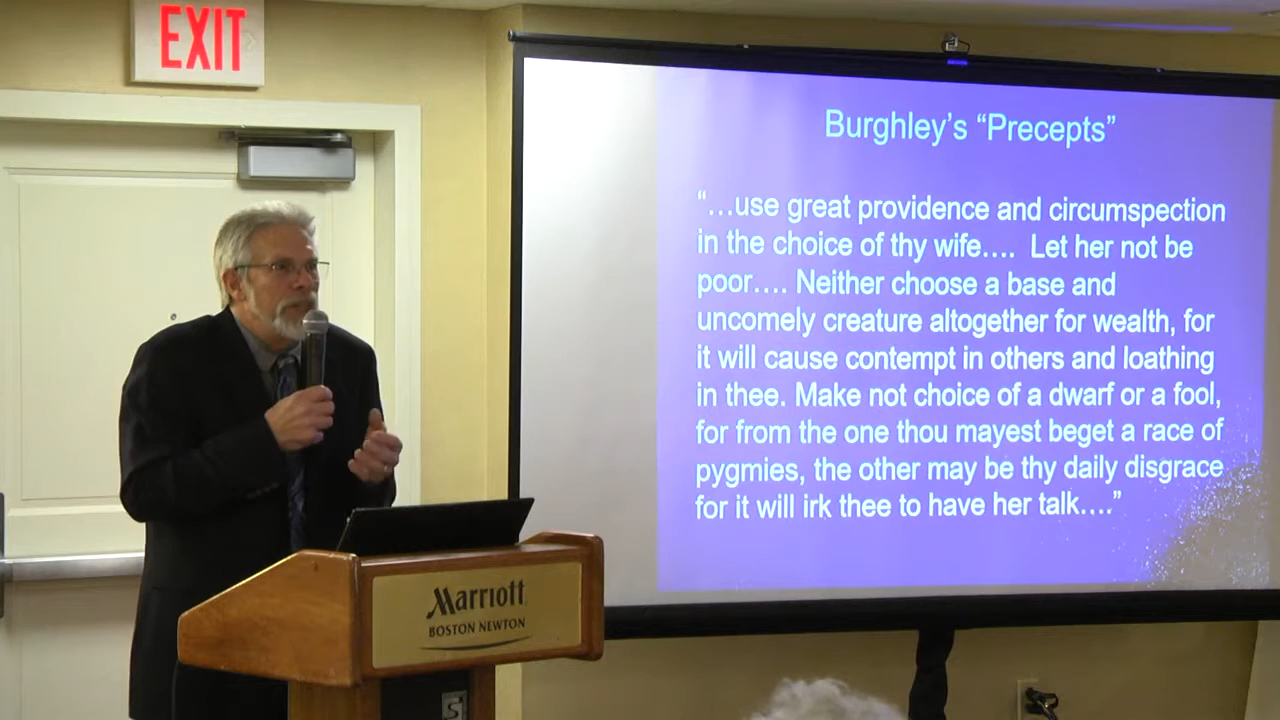 EXIT
Burghley's “Precepts”
“…use great providence and circumspection
in the choice of thy wife…. Let her not be
poor…. Neither choose a base and
uncomely creature altogether for wealth, for
it will cause contempt in others and loathing
in thee. Make not choice of a dwarf or a fool,
for from the one thou mayest beget a race of
pygmies, the other may be thy daily disgrace
for it will irk thee to have her talk….”
Marriott
BOSTON NEWTON